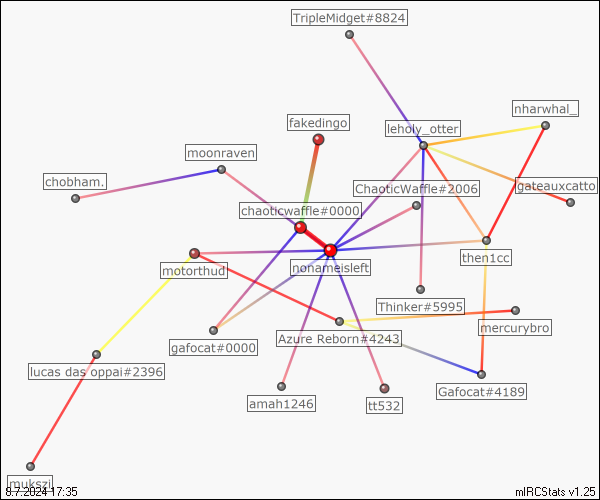 TripleMidget#8824
nharwhal_
fakedingo
leholy_otter
moonraven
chobham.
ChaoticWaffle#2006
gateauxcatto
chaoticwaffle#0000
then1cc
nonameisleft
motorthud
Thinker#5995
mercurybro
Azure Reborn#4243
gafocat#0000
lucas das oppai#2396
Gafocat#4189
amah1246
tt532
mukszi
8.7.2024 17:35
mIRCStats v1.25